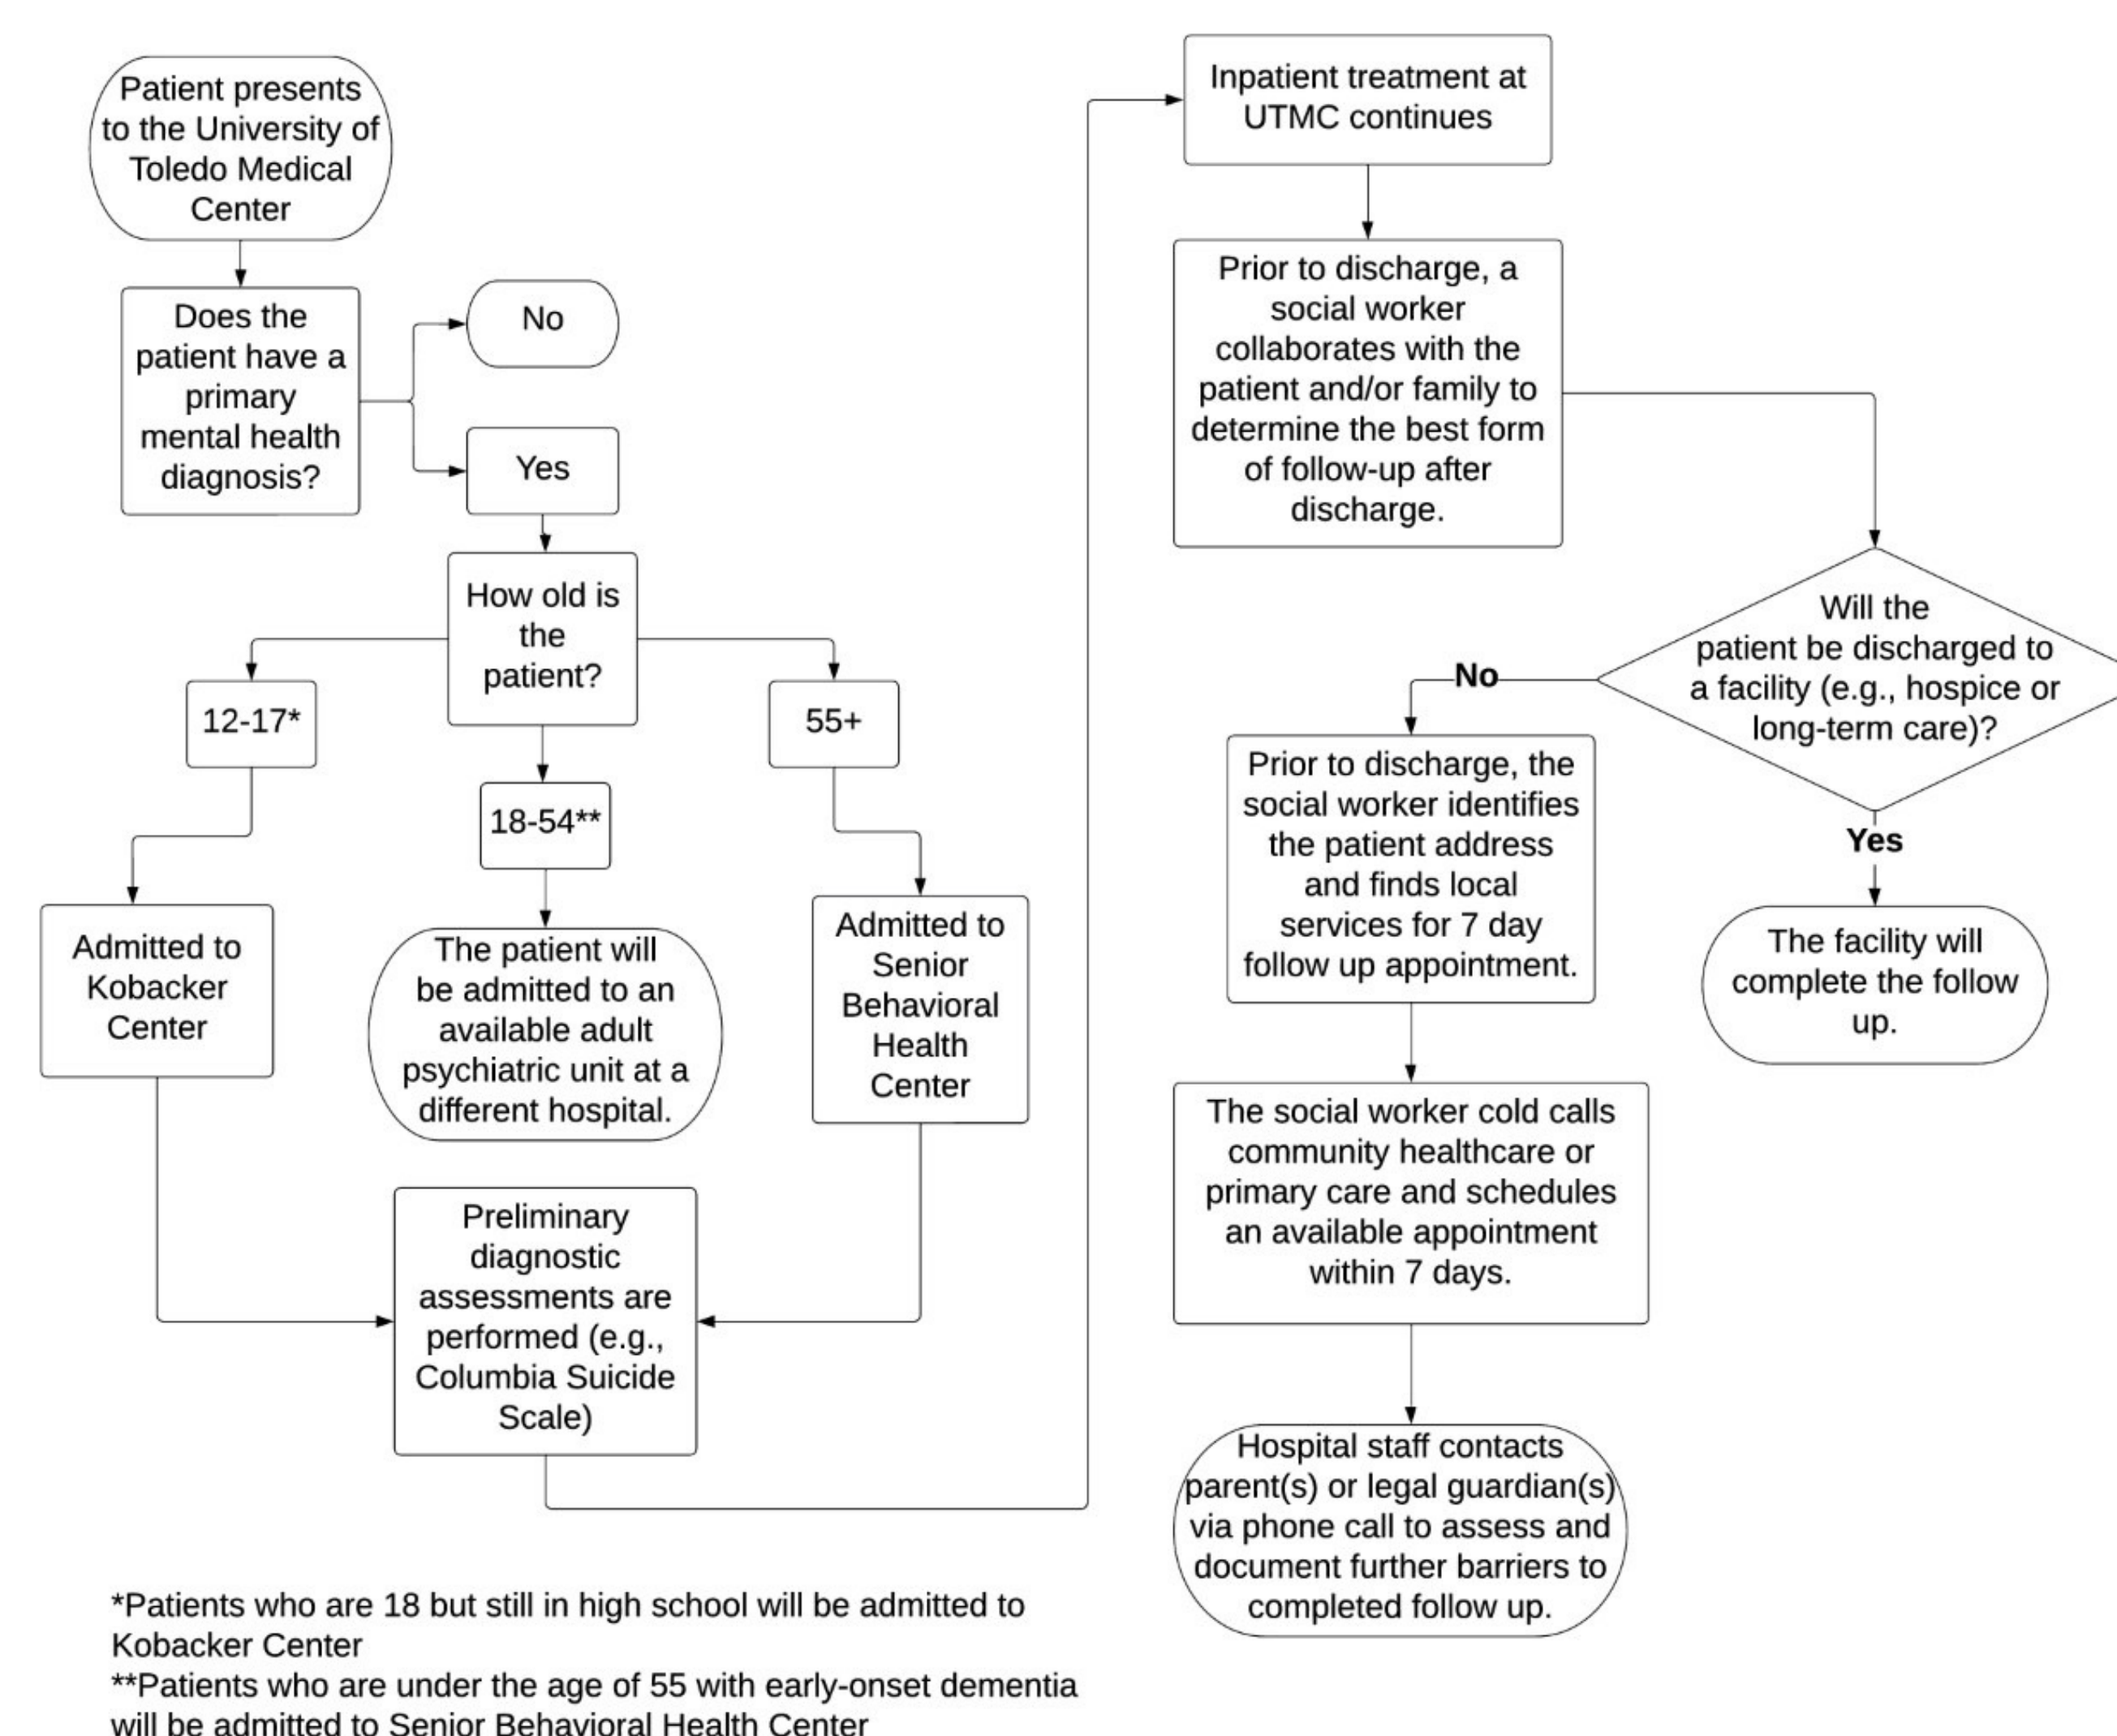 Patient presents
to the University of
Toledo Medical
Center
Does the
patient have a
primary
mental health
diagnosis?
No
Yes
How old is
the
patient?
12-17*
18-54**
55+
Admitted to
Kobacker
Center
The patient will
be admitted to an
available adult
psychiatric unit at a
different hospital.
Admitted to
Senior
Behavioral
Health
Center
Preliminary
diagnostic
assessments are
performed (e.g.,
Columbia Suicide
Scale)
Inpatient treatment at
UTMC continues
Prior to discharge, a
social worker
collaborates with the
patient and/or family to
determine the best form
of follow-up after
discharge.
Will the
patient be discharged to
a facility (e.g., hospice or
long-term care)?
No
Yes
Prior to discharge, the
social worker identifies
the patient address
and finds local
services for 7 day
follow up appointment.
The facility will
complete the follow
up.
The social worker cold calls
community healthcare or
primary care and schedules
an available appointment
within 7 days.
Hospital staff contacts
parent(s) or legal guardian(s)
via phone call to assess and
document further barriers to
completed follow up.
*Patients who are 18 but still in high school will be admitted to
Kobacker Center
**Patients who are under the age of 55 with early-onset dementia
will be admitted to Senior Behavioral Health Center